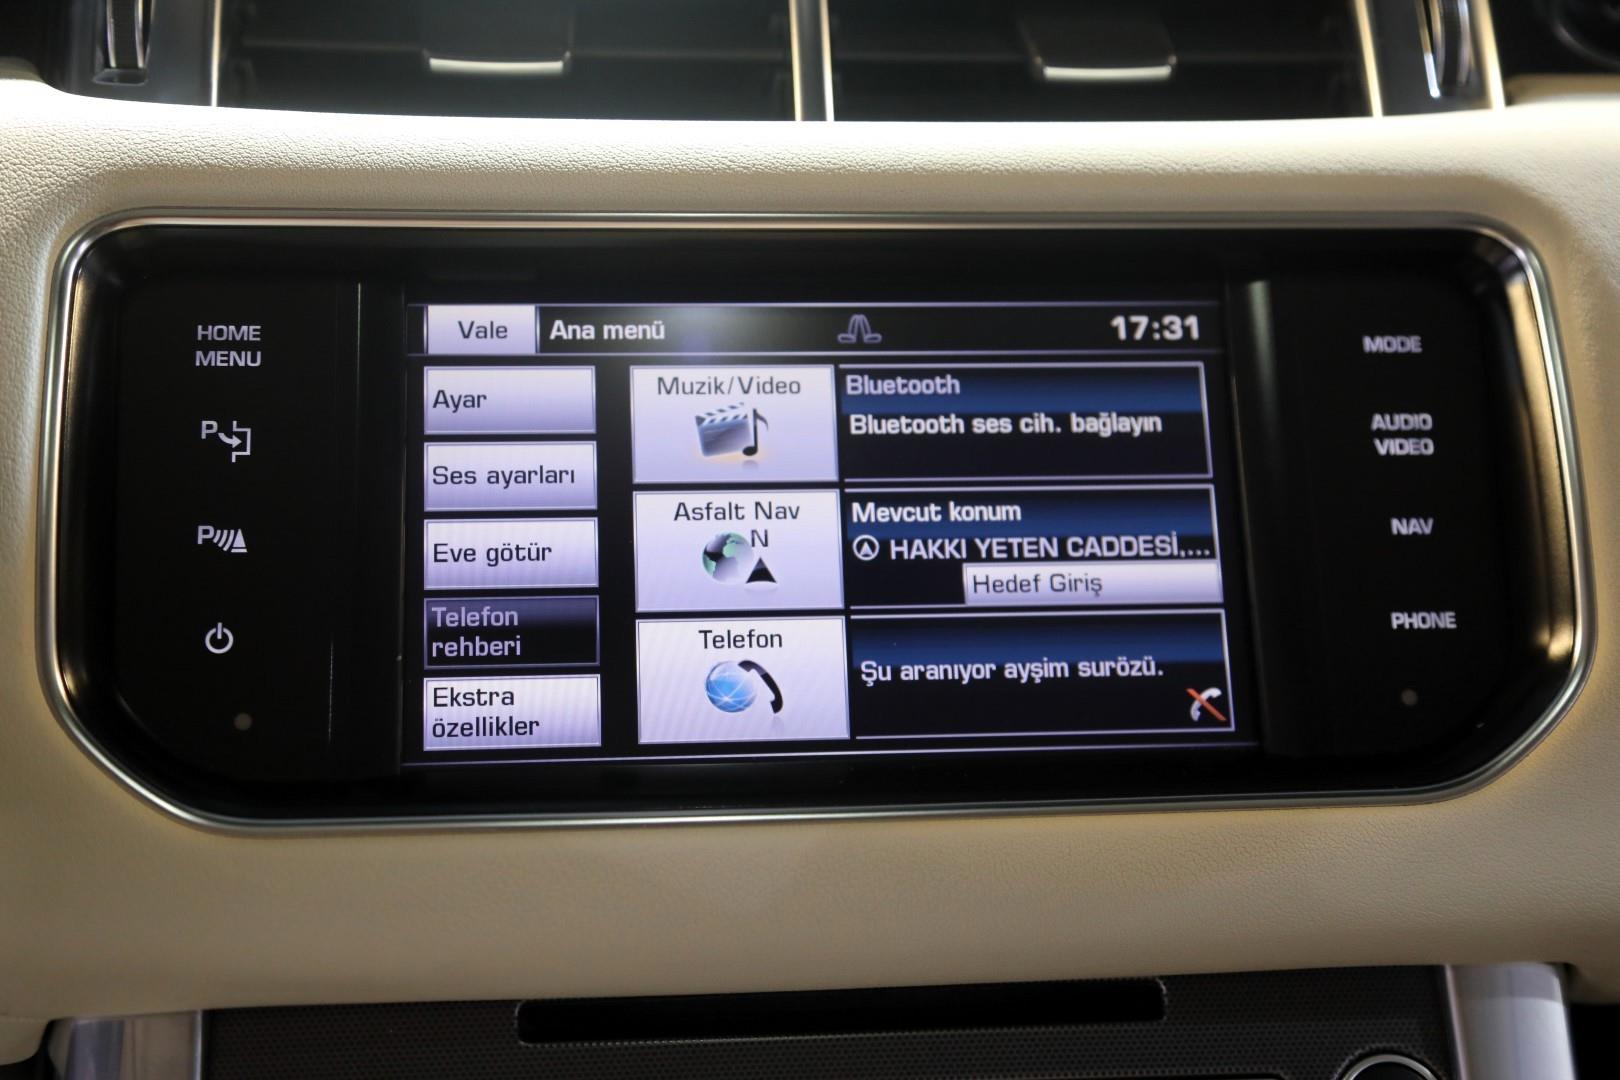 HOME
MENU
P
P
Vale
Ana menü
17:31
Ayar
Ses ayarları
Eve götür
Telefon
rehberi
Ekstra
özellikler
Muzik/Video
Asfalt Nav
N
Telefon
Bluetooth
Bluetooth ses cih. bağlayın
Mevcut konum
HAKKI YETEN CADDESİ,...
Hedef Giriş
Şu aranıyor ayşim surözü.
MODE
AUDIO
VIDEO
NAV
PHONE